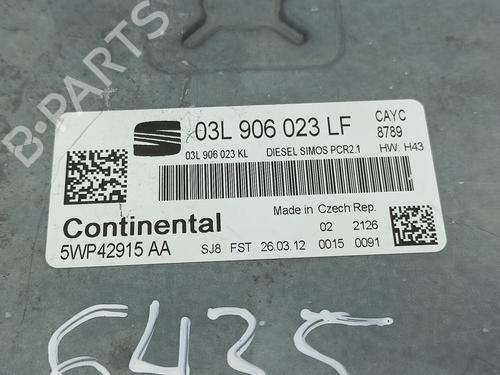 B-PARTS
03L 906 023 LF
CAYC
8789
03L 906 023 KL DIESEL SIMOS PCR2.1 HW: H43
Continental
Made in Czech Rep.
02 2126
5WP42915 AA SJ8 FST 26.03.12 0015 0091
6435